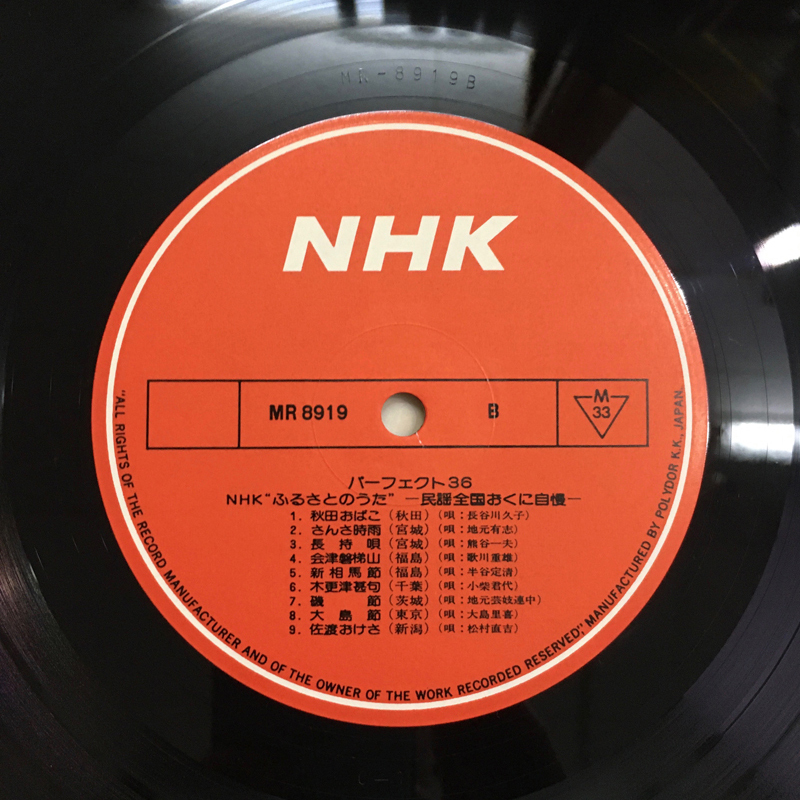 MR-8919B
NHK
MR 8919 B M 33
パーフェクト36
NHK“ふるさとのうた” ー民謡全国おくに自慢ー
1. 秋田おばこ（秋田）（唄：長谷川久子）
2. さんさ時雨（宮城）（唄：地元有志）
3. 長持唄（宮城）（唄：熊谷一夫）
4. 会津磐梯山（福島）（唄：歌川重雄）
5. 新相馬節（福島）（唄：半谷定清）
6. 木更津甚句（千葉）（唄：小柴君代）
7. 磯節（茨城）（唄：地元芸妓連中）
8. 大島節（東京）（唄：大島里喜）
9. 佐渡おけさ（新潟）（唄：松村直吉）
"ALL RIGHTS OF THE RECORD MANUFACTURER AND OF THE OWNER OF THE WORK RECORDED RESERVED," MANUFACTURED BY POLYDOR K.K., JAPAN.